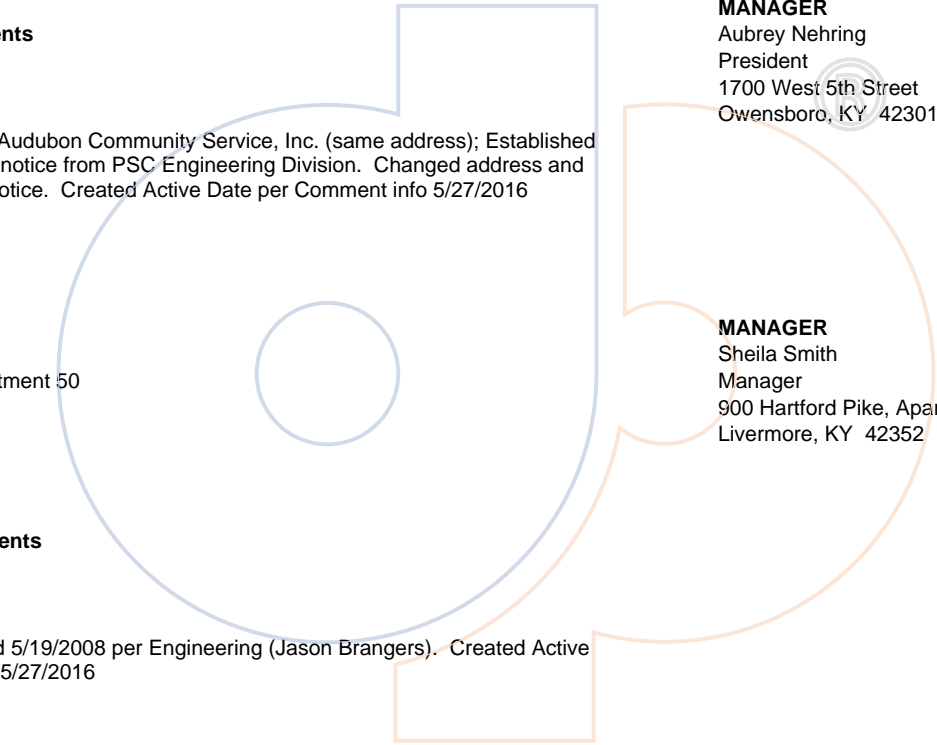 MANAGER
ents
Aubrey Nehring
President
1700 West 5th Street
Owensboro, KY 42301
Audubon Community Service, Inc. (same address); Established
notice from PSC Engineering Division. Changed address and
otice. Created Active Date per Comment info 5/27/2016
MANAGER
Sheila Smith
tment 50
Manager
900 Hartford Pike, Apar
Livermore, KY 42352
ents
d 5/19/2008 per Engineering (Jason Brangers). Created Active
5/27/2016